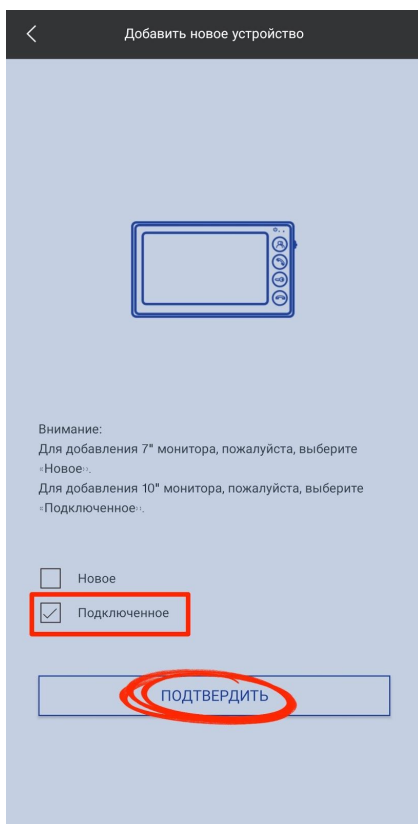 Добавить новое устройство
Внимание:
Для добавления 7" монитора, пожалуйста, выберите
«Новое».
Для добавления 10" монитора, пожалуйста, выберите
«Подключенное».
Новое
Подключенное
ПОДТВЕРДИТЬ